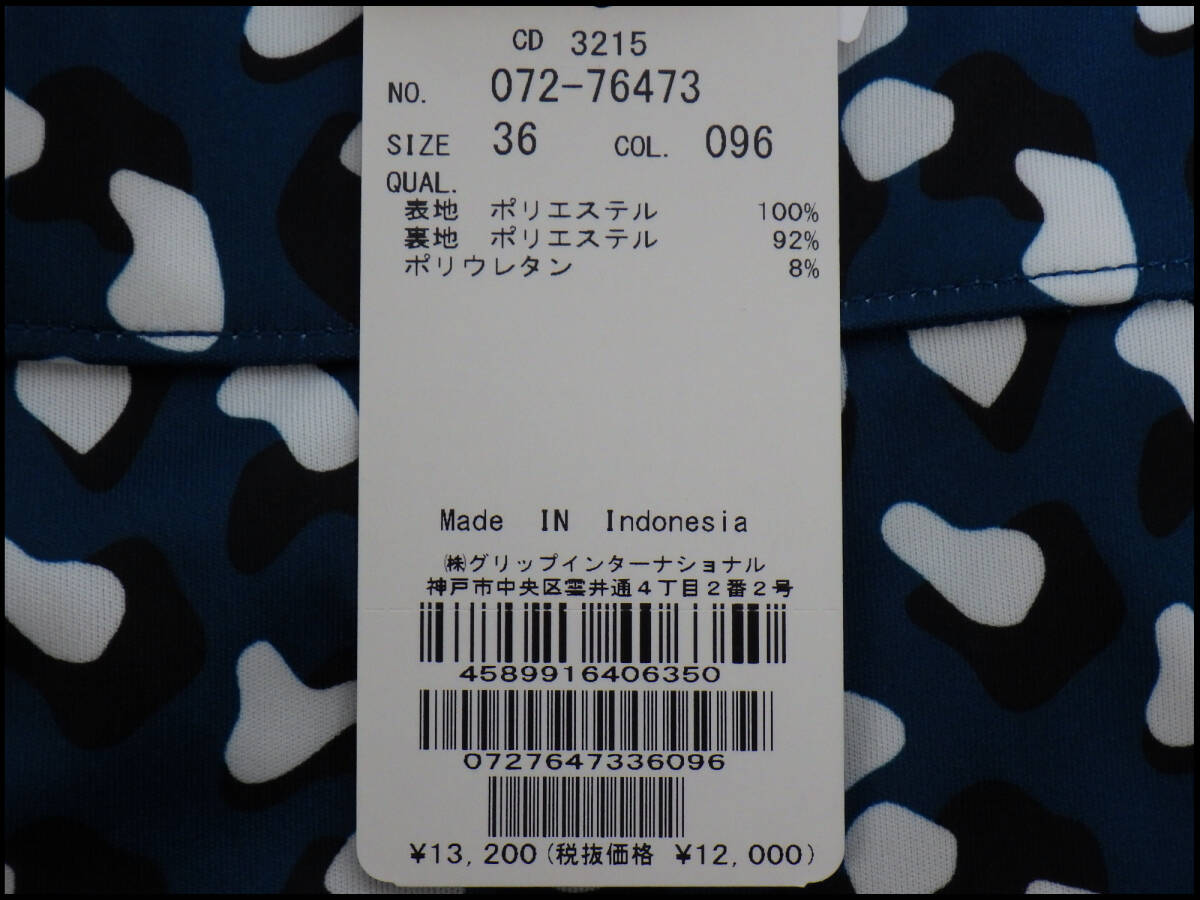 CD 3215
NO. 072-76473
SIZE 36 COL. 096
QUAL.
表地 ポリエステル 100%
裏地 ポリエステル 92%
ポリウレタン 8%
Made IN Indonesia
㈱グリップインターナショナル
神戸市中央区雲井通4丁目2番2号
4589916406350
0727647336096
¥13,200(税抜価格 ¥12,000)